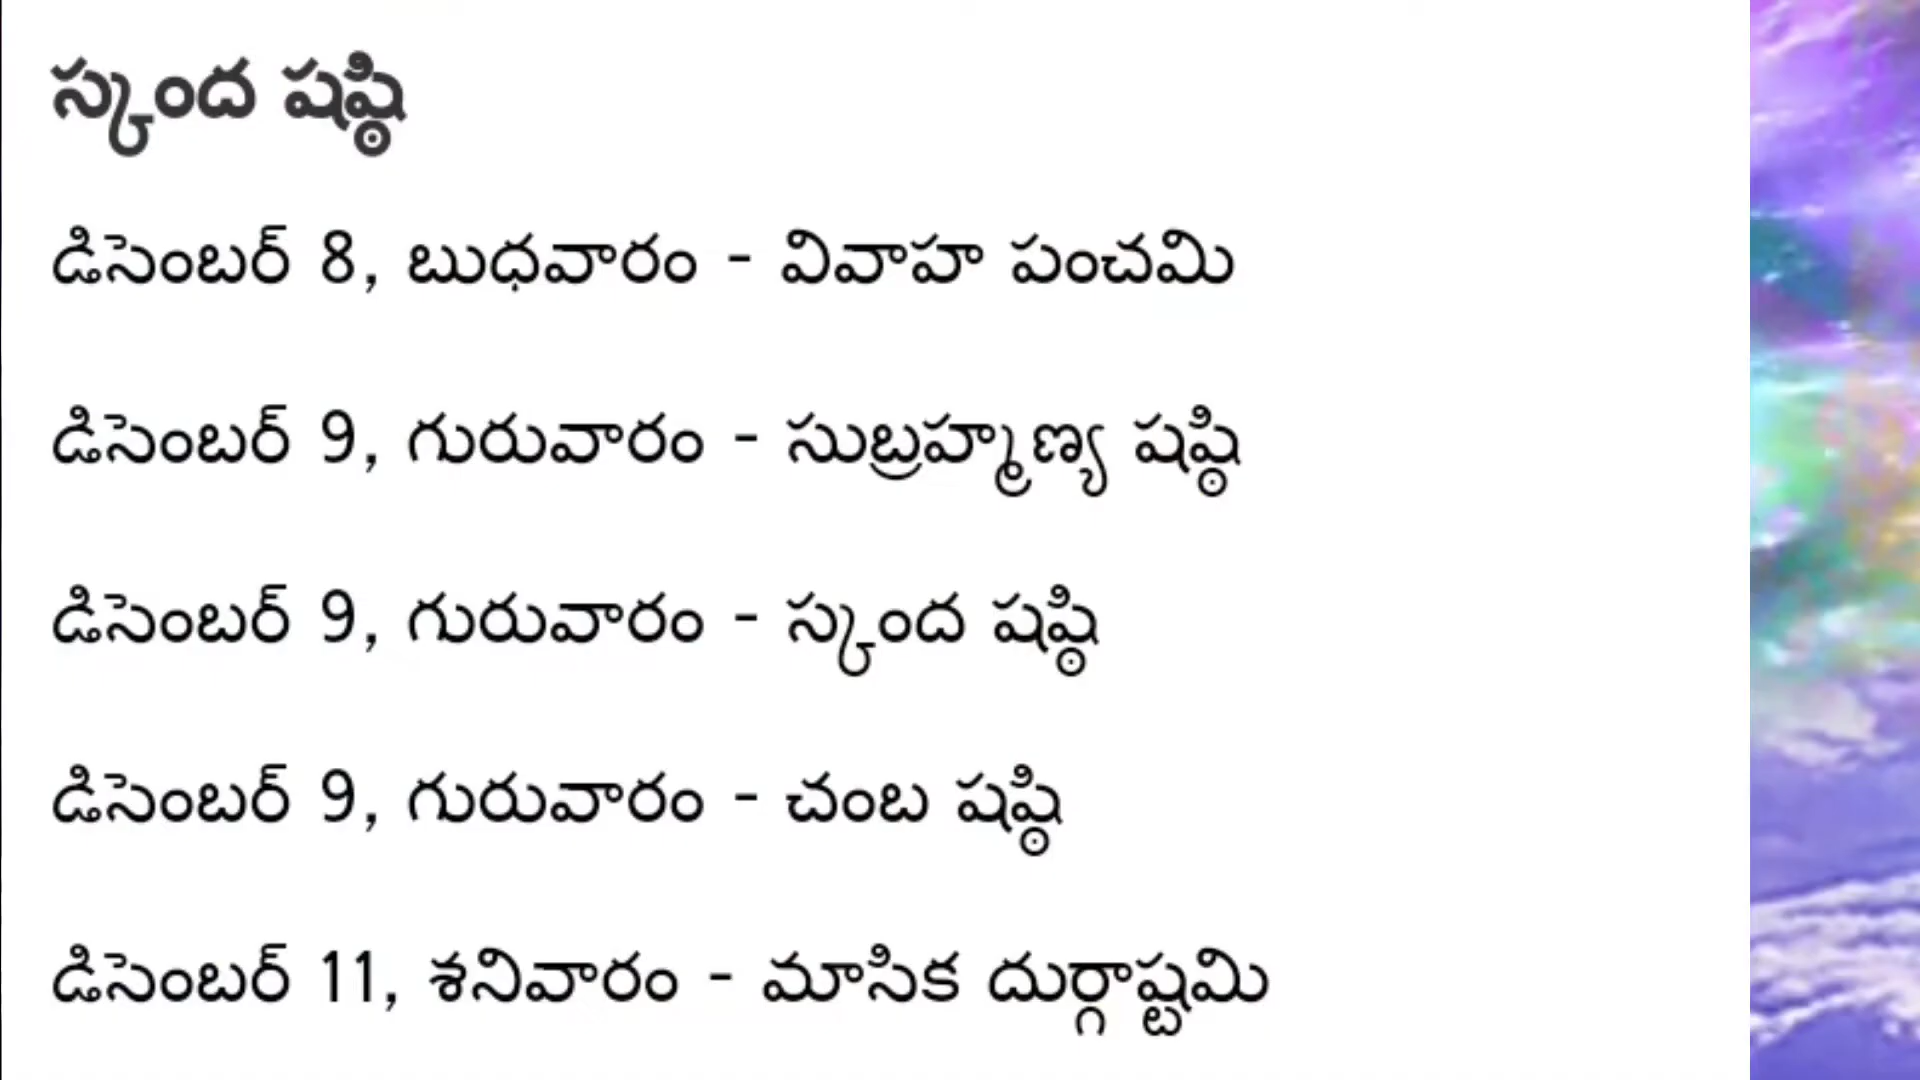 స్కంద షష్ఠి
డిసెంబర్ 8, బుధవారం - వివాహ పంచమి
డిసెంబర్ 9, గురువారం - సుబ్రహ్మణ్య షష్ఠి
డిసెంబర్ 9, గురువారం - స్కంద షష్ఠి
డిసెంబర్ 9, గురువారం - చంబ షష్ఠి
డిసెంబర్ 11, శనివారం - మాసిక దుర్గాష్టమి